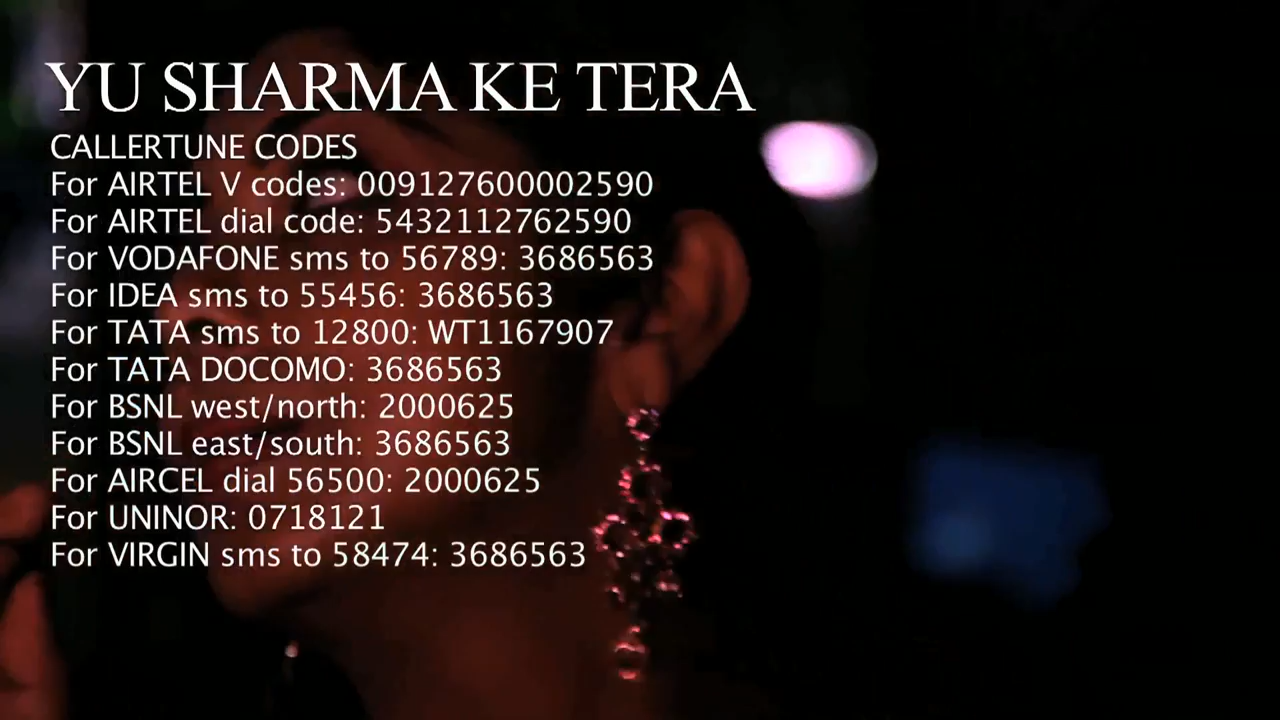 YU SHARMA KE TERA
CALLERTUNE CODES
For AIRTEL V codes: 009127600002590
For AIRTEL dial code: 5432112762590
For VODAFONE sms to 56789: 3686563
For IDEA sms to 55456: 3686563
For TATA sms to 12800: WT1167907
For TATA DOCOMO: 3686563
For BSNL west/north: 2000625
For BSNL east/south: 3686563
For AIRCEL dial 56500: 2000625
For UNINOR: 0718121
For VIRGIN sms to 58474: 3686563